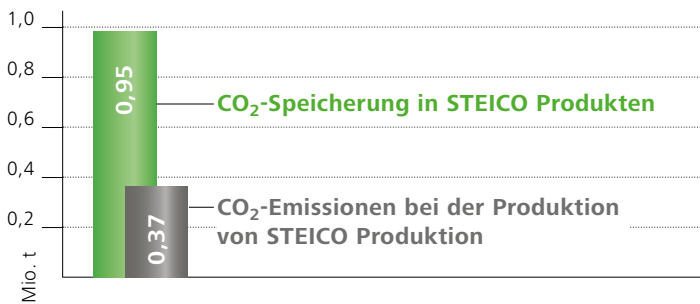 1,0
0,8
0,6
0,4
0,2
Mio. t
0,95
0,37
CO₂-Speicherung in STEICO Produkten
CO₂-Emissionen bei der Produktion
von STEICO Produktion